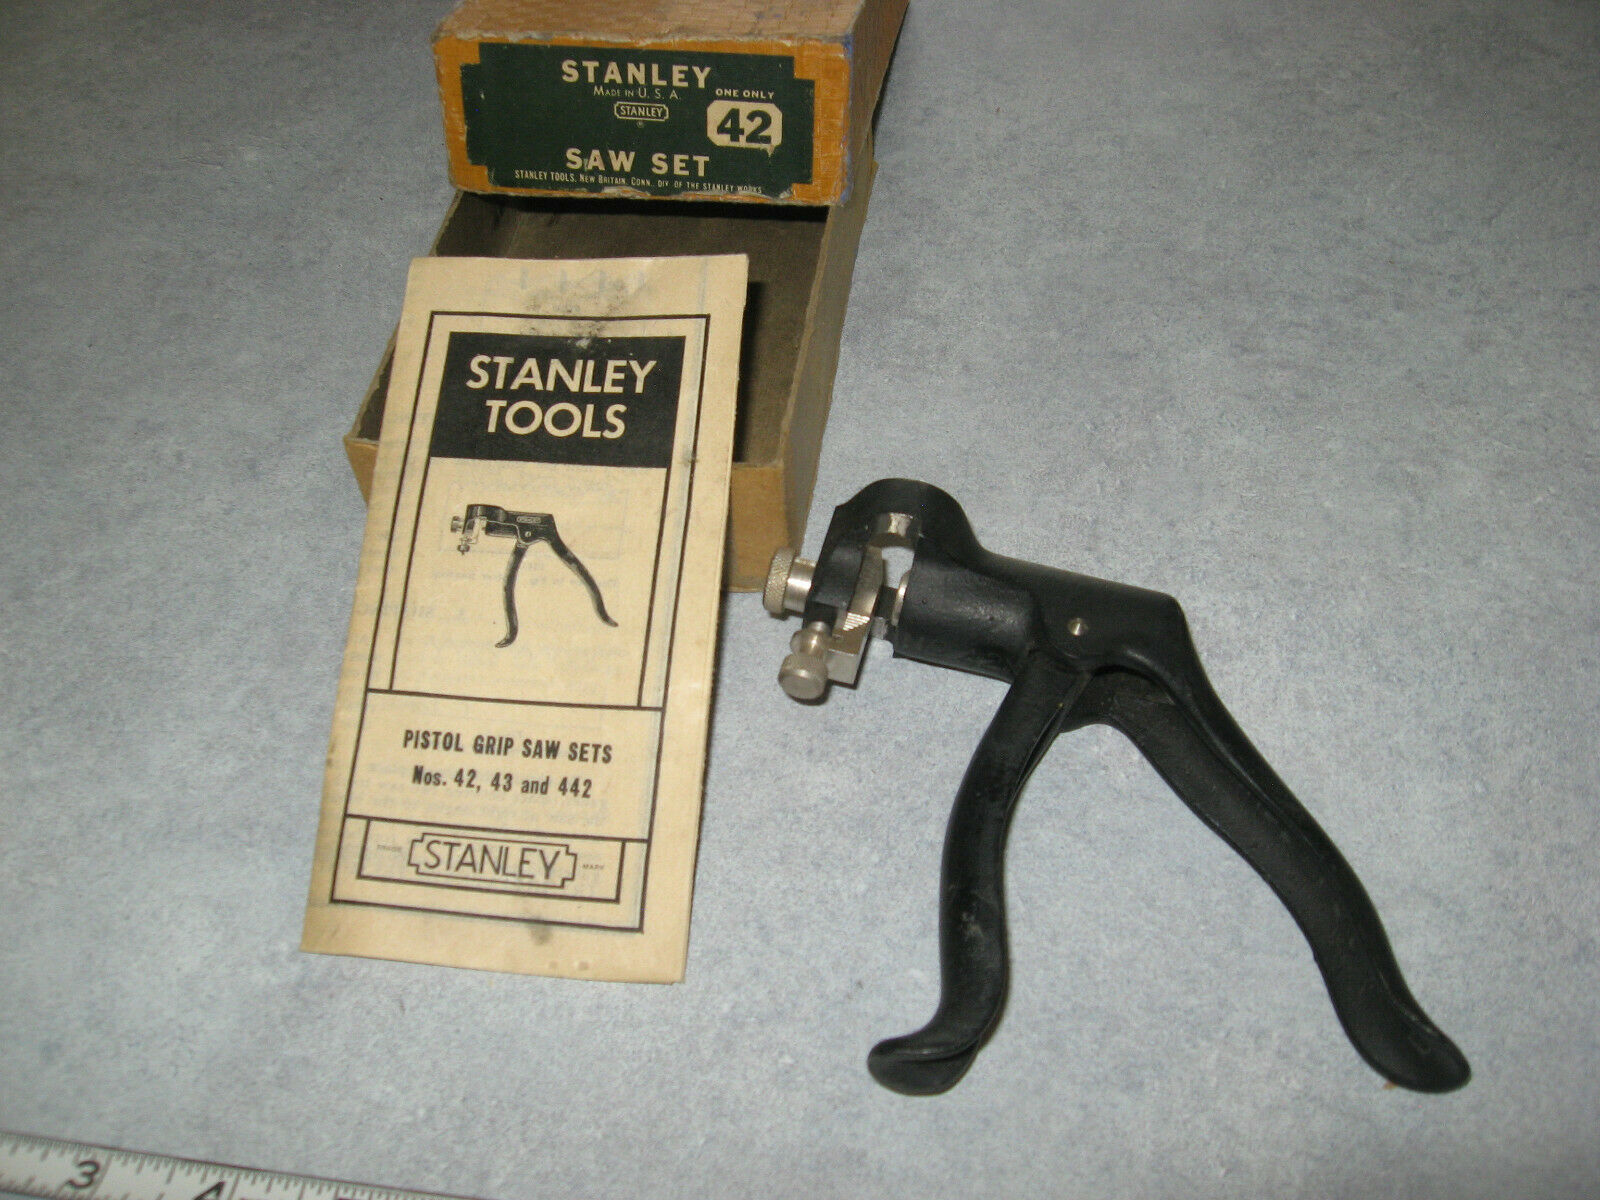 STANLEY
MADE IN U. S. A.
ONE ONLY
STANLEY
®
42
SAW SET
STANLEY TOOLS, NEW BRITAIN, CONN., DIV. OF THE STANLEY WORKS
STANLEY
TOOLS
PISTOL GRIP SAW SETS
Nos. 42, 43 and 442
TRADE STANLEY MARK
3 4